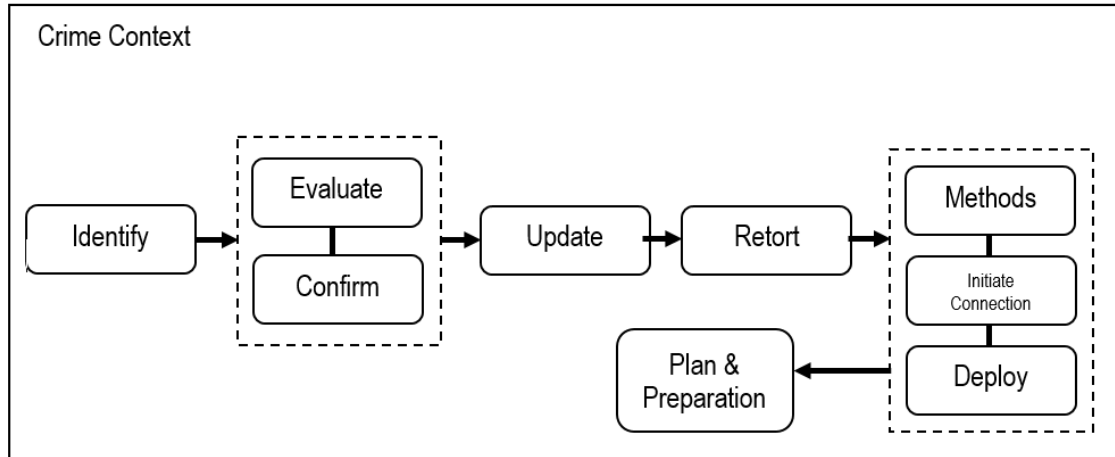 Crime Context
Identify
Evaluate
Confirm
Update
Retort
Methods
Initiate
Connection
Deploy
Plan &
Preparation